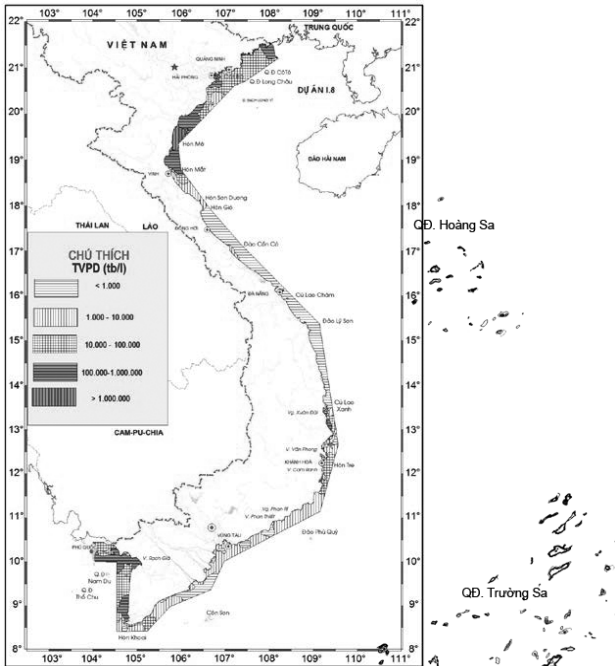 103° 104° 105° 106° 107° 108° 109° 110° 111°
22°
21°
20°
19°
18°
17°
16°
15°
14°
13°
12°
11°
10°
9°
8°
VIỆT NAM
TRUNG QUỐC
QUẢNG NINH
HẢI PHÒNG
Q.Đ CôTô
Q.Đ Long Châu
DỰ ÁN I.8
Hòn Mê
ĐẢO HẢI NAM
Hòn Mắt
VINH
Hòn Sơn Dương
Hòn Gió
THÁI LAN
LÀO
ĐỒNG HỚI
Đảo Cồn Cỏ
QĐ. Hoàng Sa
CHÚ THÍCH
TVPD (tb/l)
< 1.000
1.000 - 10.000
10.000 - 100.000
100.000-1.000.000
> 1.000.000
ĐÀ NẴNG
Cù Lao Chàm
Đảo Lý Sơn
Cù Lao
Xanh
Vg. Xuân Đài
CAM-PU-CHIA
V. Vân Phong
KHÁNH HÒA
Hòn Tre
V. Cam Ranh
Vg. Phan Rí
V. Phan Thiết
Đảo Phú Quý
VŨNG TÀU
PHÚ QUỐC
V. Rạch Giá
Q.Đ
Nam Du
Q.Đ
Thổ Chu
Côn Sơn
Hòn Khoai
QĐ. Trường Sa
103° 104° 105° 106° 107° 108° 109° 110° 111°
22°
21°
20°
19°
18°
17°
16°
15°
14°
13°
12°
11°
10°
9°
8°